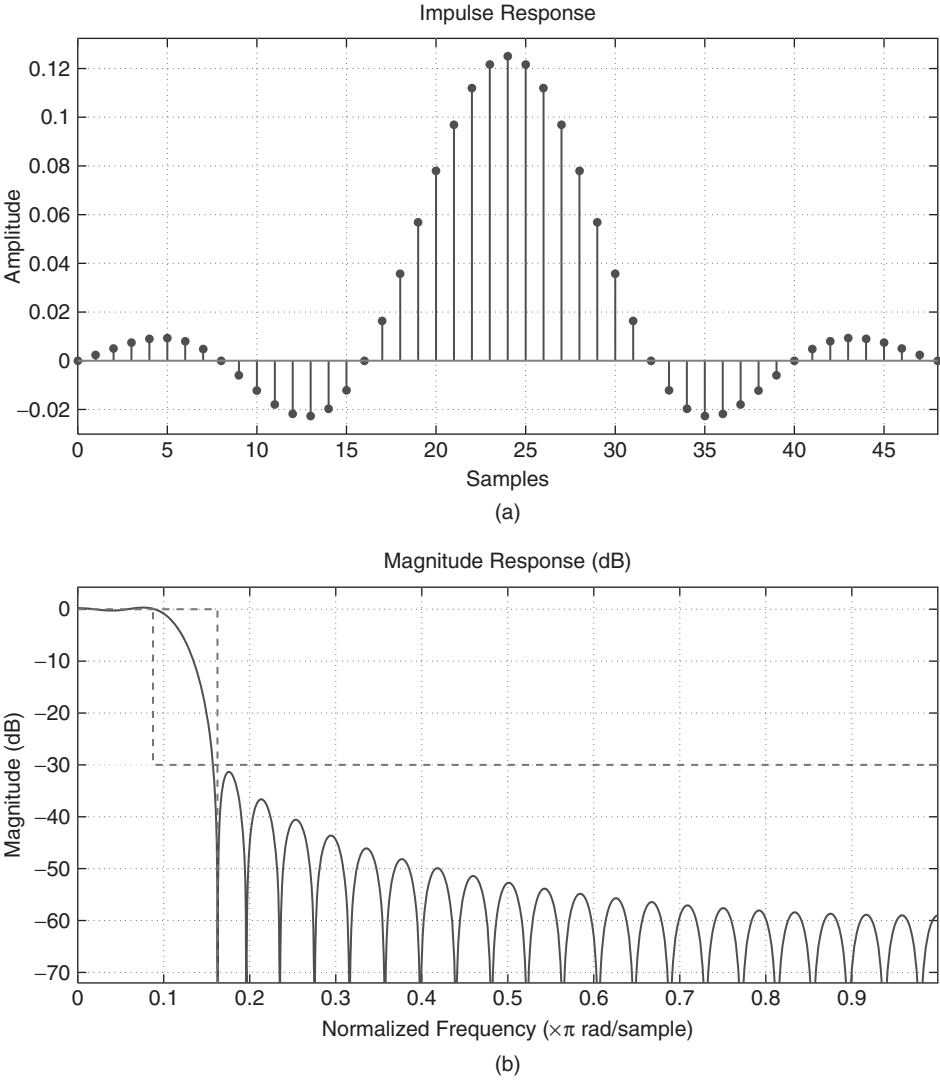 Impulse Response
0.12
0.1
0.08
0.06
0.04
0.02
0
−0.02
Amplitude
0 5 10 15 20 25 30 35 40 45
Samples
(a)
Magnitude Response (dB)
0
−10
−20
−30
−40
−50
−60
−70
Magnitude (dB)
0 0.1 0.2 0.3 0.4 0.5 0.6 0.7 0.8 0.9
Normalized Frequency (×π rad/sample)
(b)